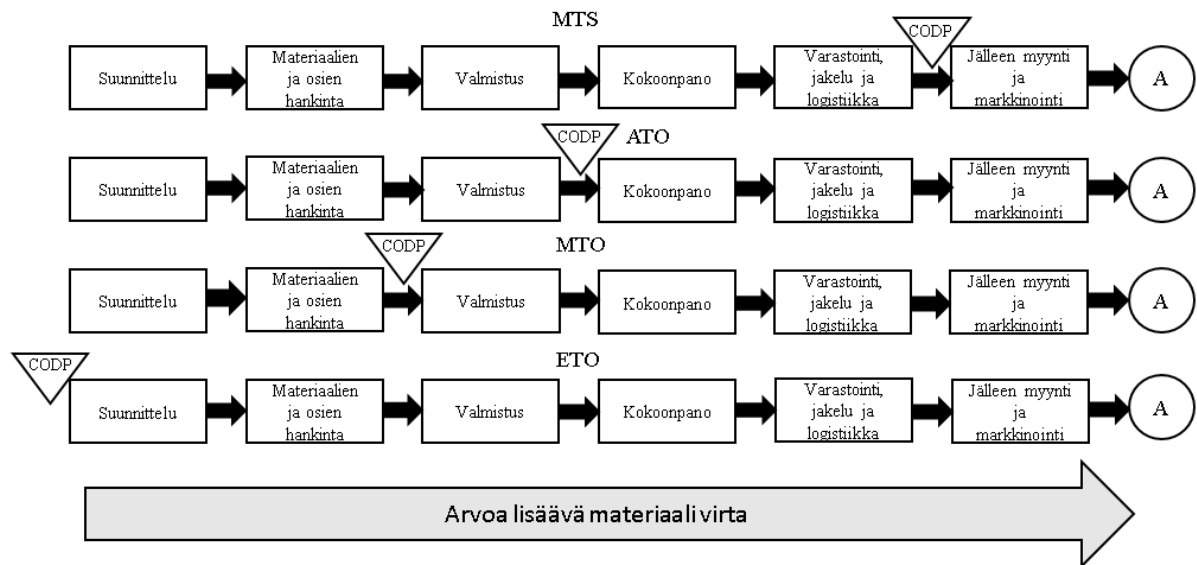 MTS
CODP
Suunnittelu
Materiaalien
ja osien
hankinta
Valmistus
Kokoonpano
Varastointi,
jakelu ja
logistiikka
Jälleen myynti
ja
markkinointi
A
CODP
ATO
Suunnittelu
Materiaalien
ja osien
hankinta
Valmistus
Kokoonpano
Varastointi,
jakelu ja
logistiikka
Jälleen myynti
ja
markkinointi
A
CODP
MTO
Suunnittelu
Materiaalien
ja osien
hankinta
Valmistus
Kokoonpano
Varastointi,
jakelu ja
logistiikka
Jälleen myynti
ja
markkinointi
A
CODP
ETO
Suunnittelu
Materiaalien
ja osien
hankinta
Valmistus
Kokoonpano
Varastointi,
jakelu ja
logistiikka
Jälleen myynti
ja
markkinointi
A
Arvoa lisäävä materiaali virta